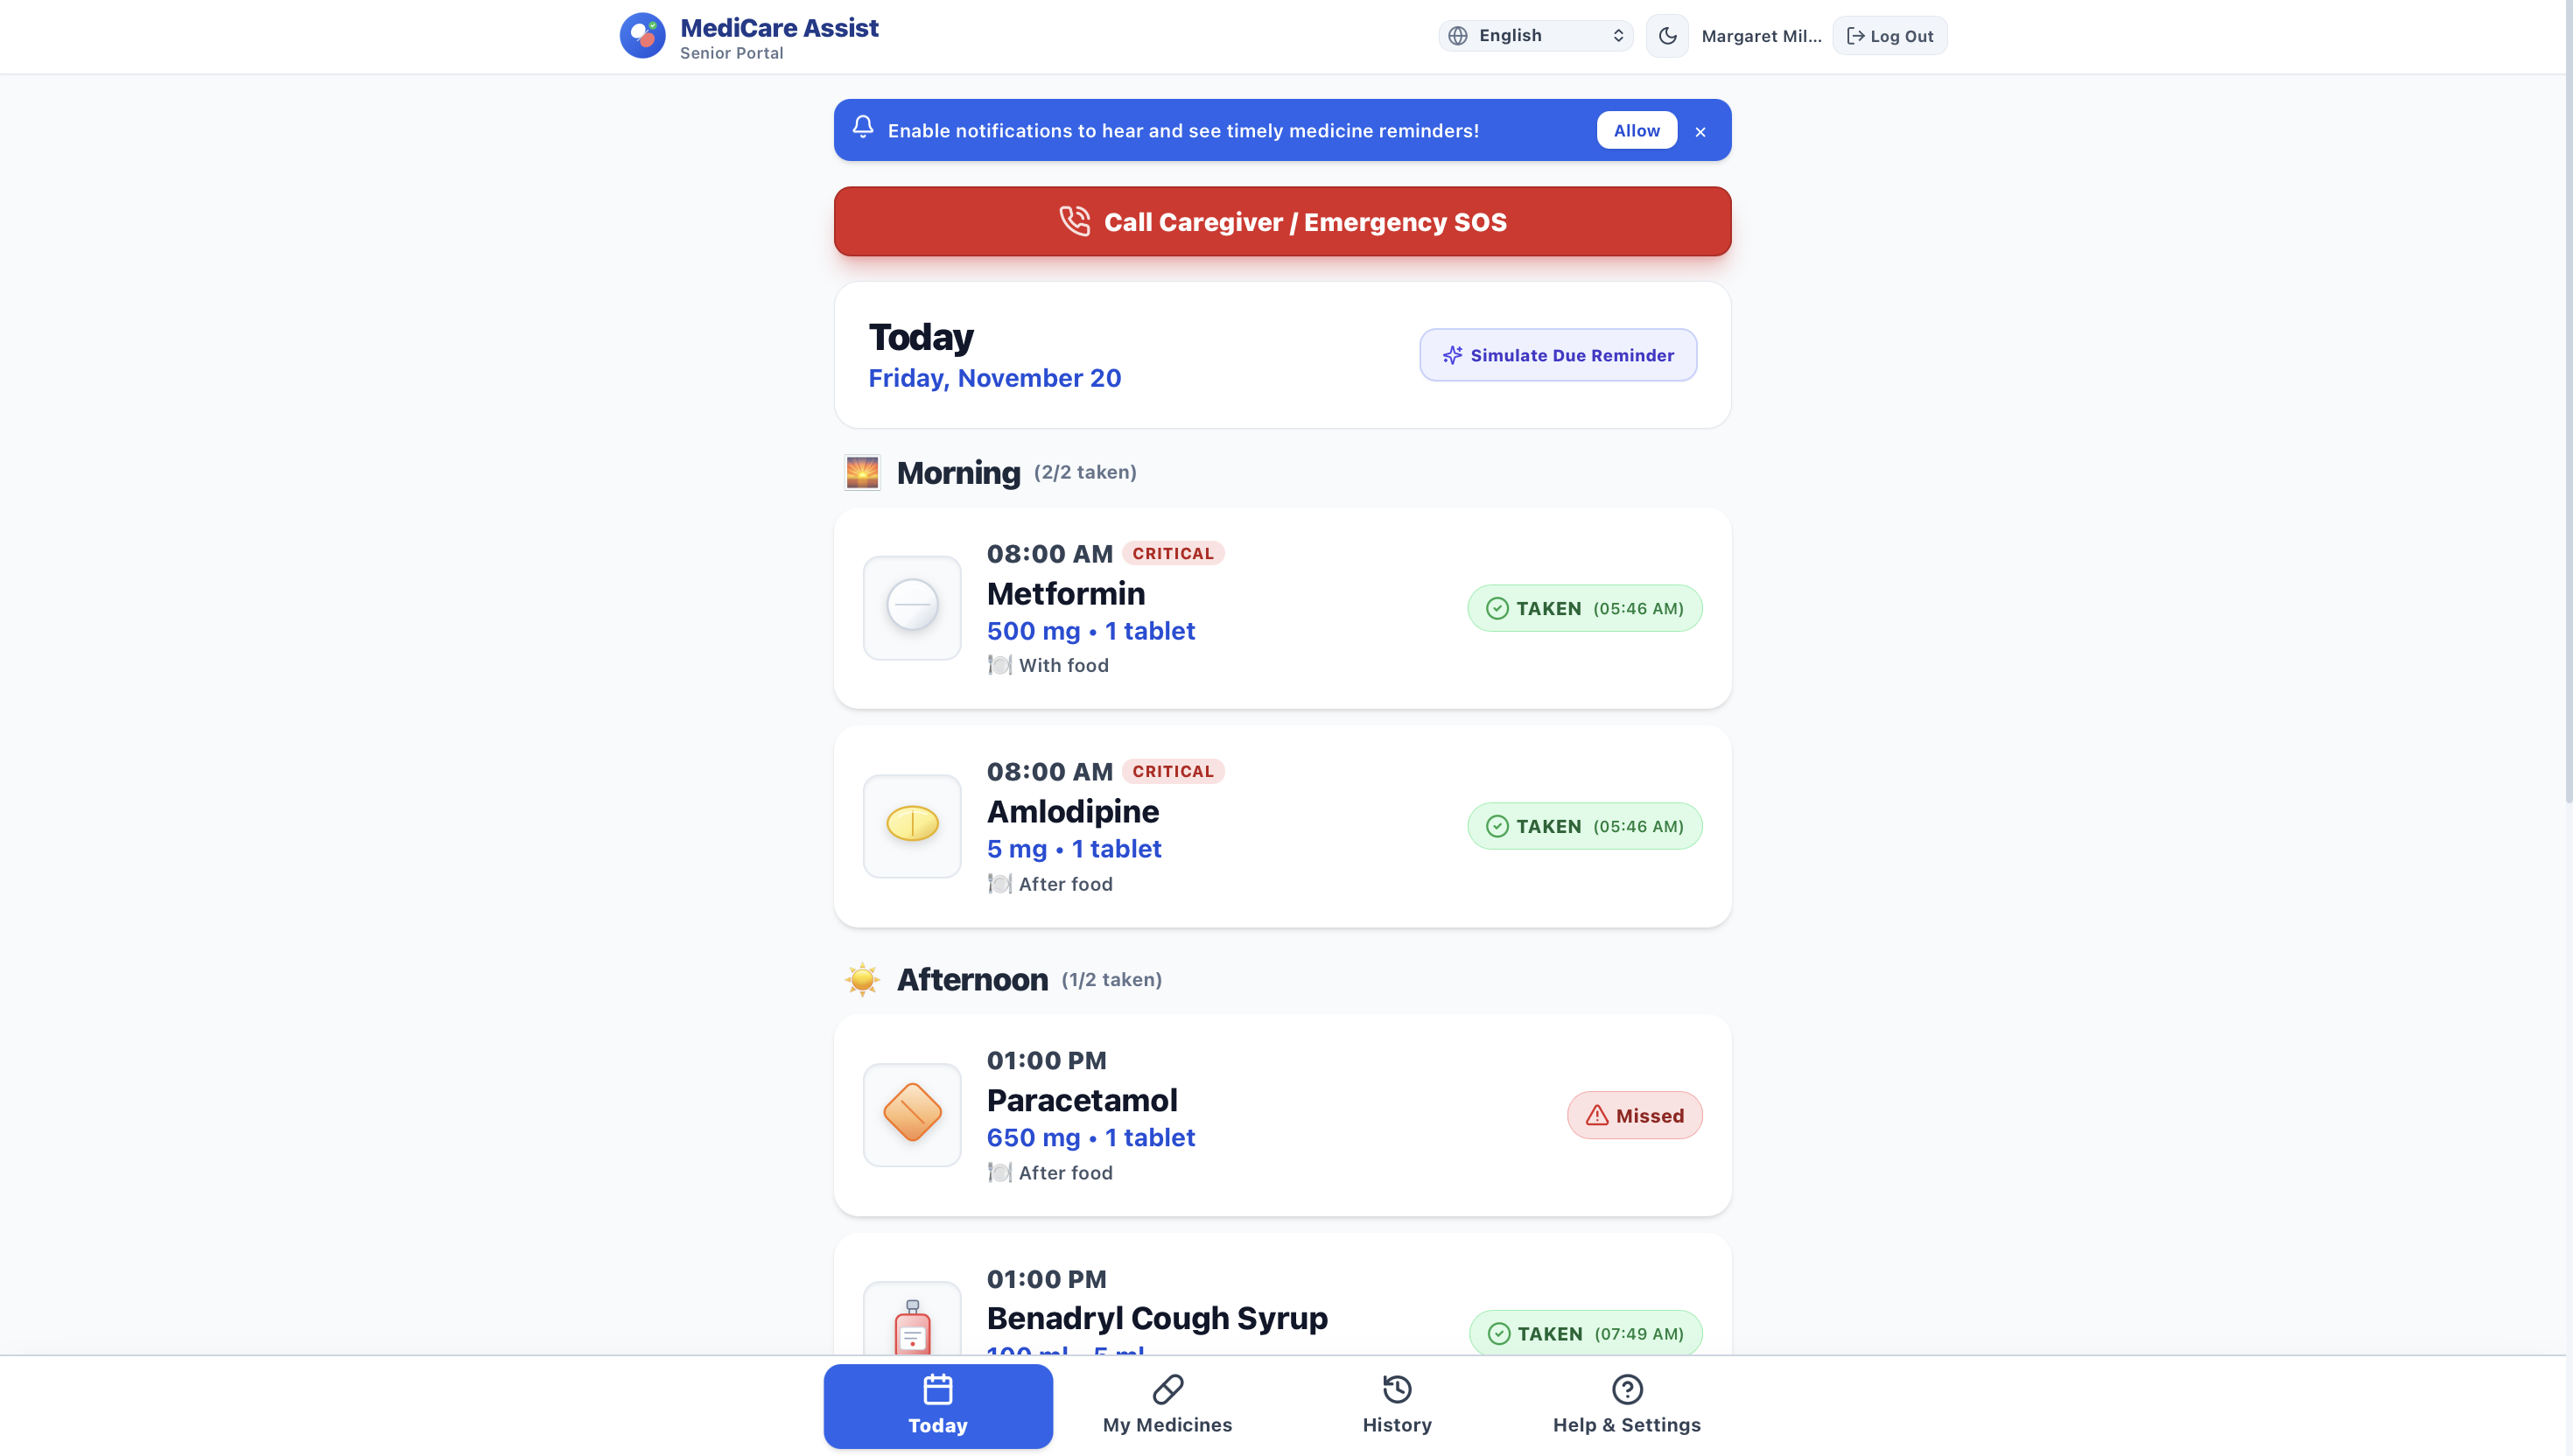 MediCare Assist
Senior Portal
English
Margaret Mil...
Log Out
Enable notifications to hear and see timely medicine reminders!
Allow
×
Call Caregiver / Emergency SOS
Today
Friday, November 20
Simulate Due Reminder
Morning (2/2 taken)
08:00 AM CRITICAL
Metformin
500 mg • 1 tablet
With food
TAKEN (05:46 AM)
08:00 AM CRITICAL
Amlodipine
5 mg • 1 tablet
After food
TAKEN (05:46 AM)
Afternoon (1/2 taken)
01:00 PM
Paracetamol
650 mg • 1 tablet
After food
Missed
01:00 PM
Benadryl Cough Syrup
100 ml • 5 ml
TAKEN (07:49 AM)
Today
My Medicines
History
Help & Settings